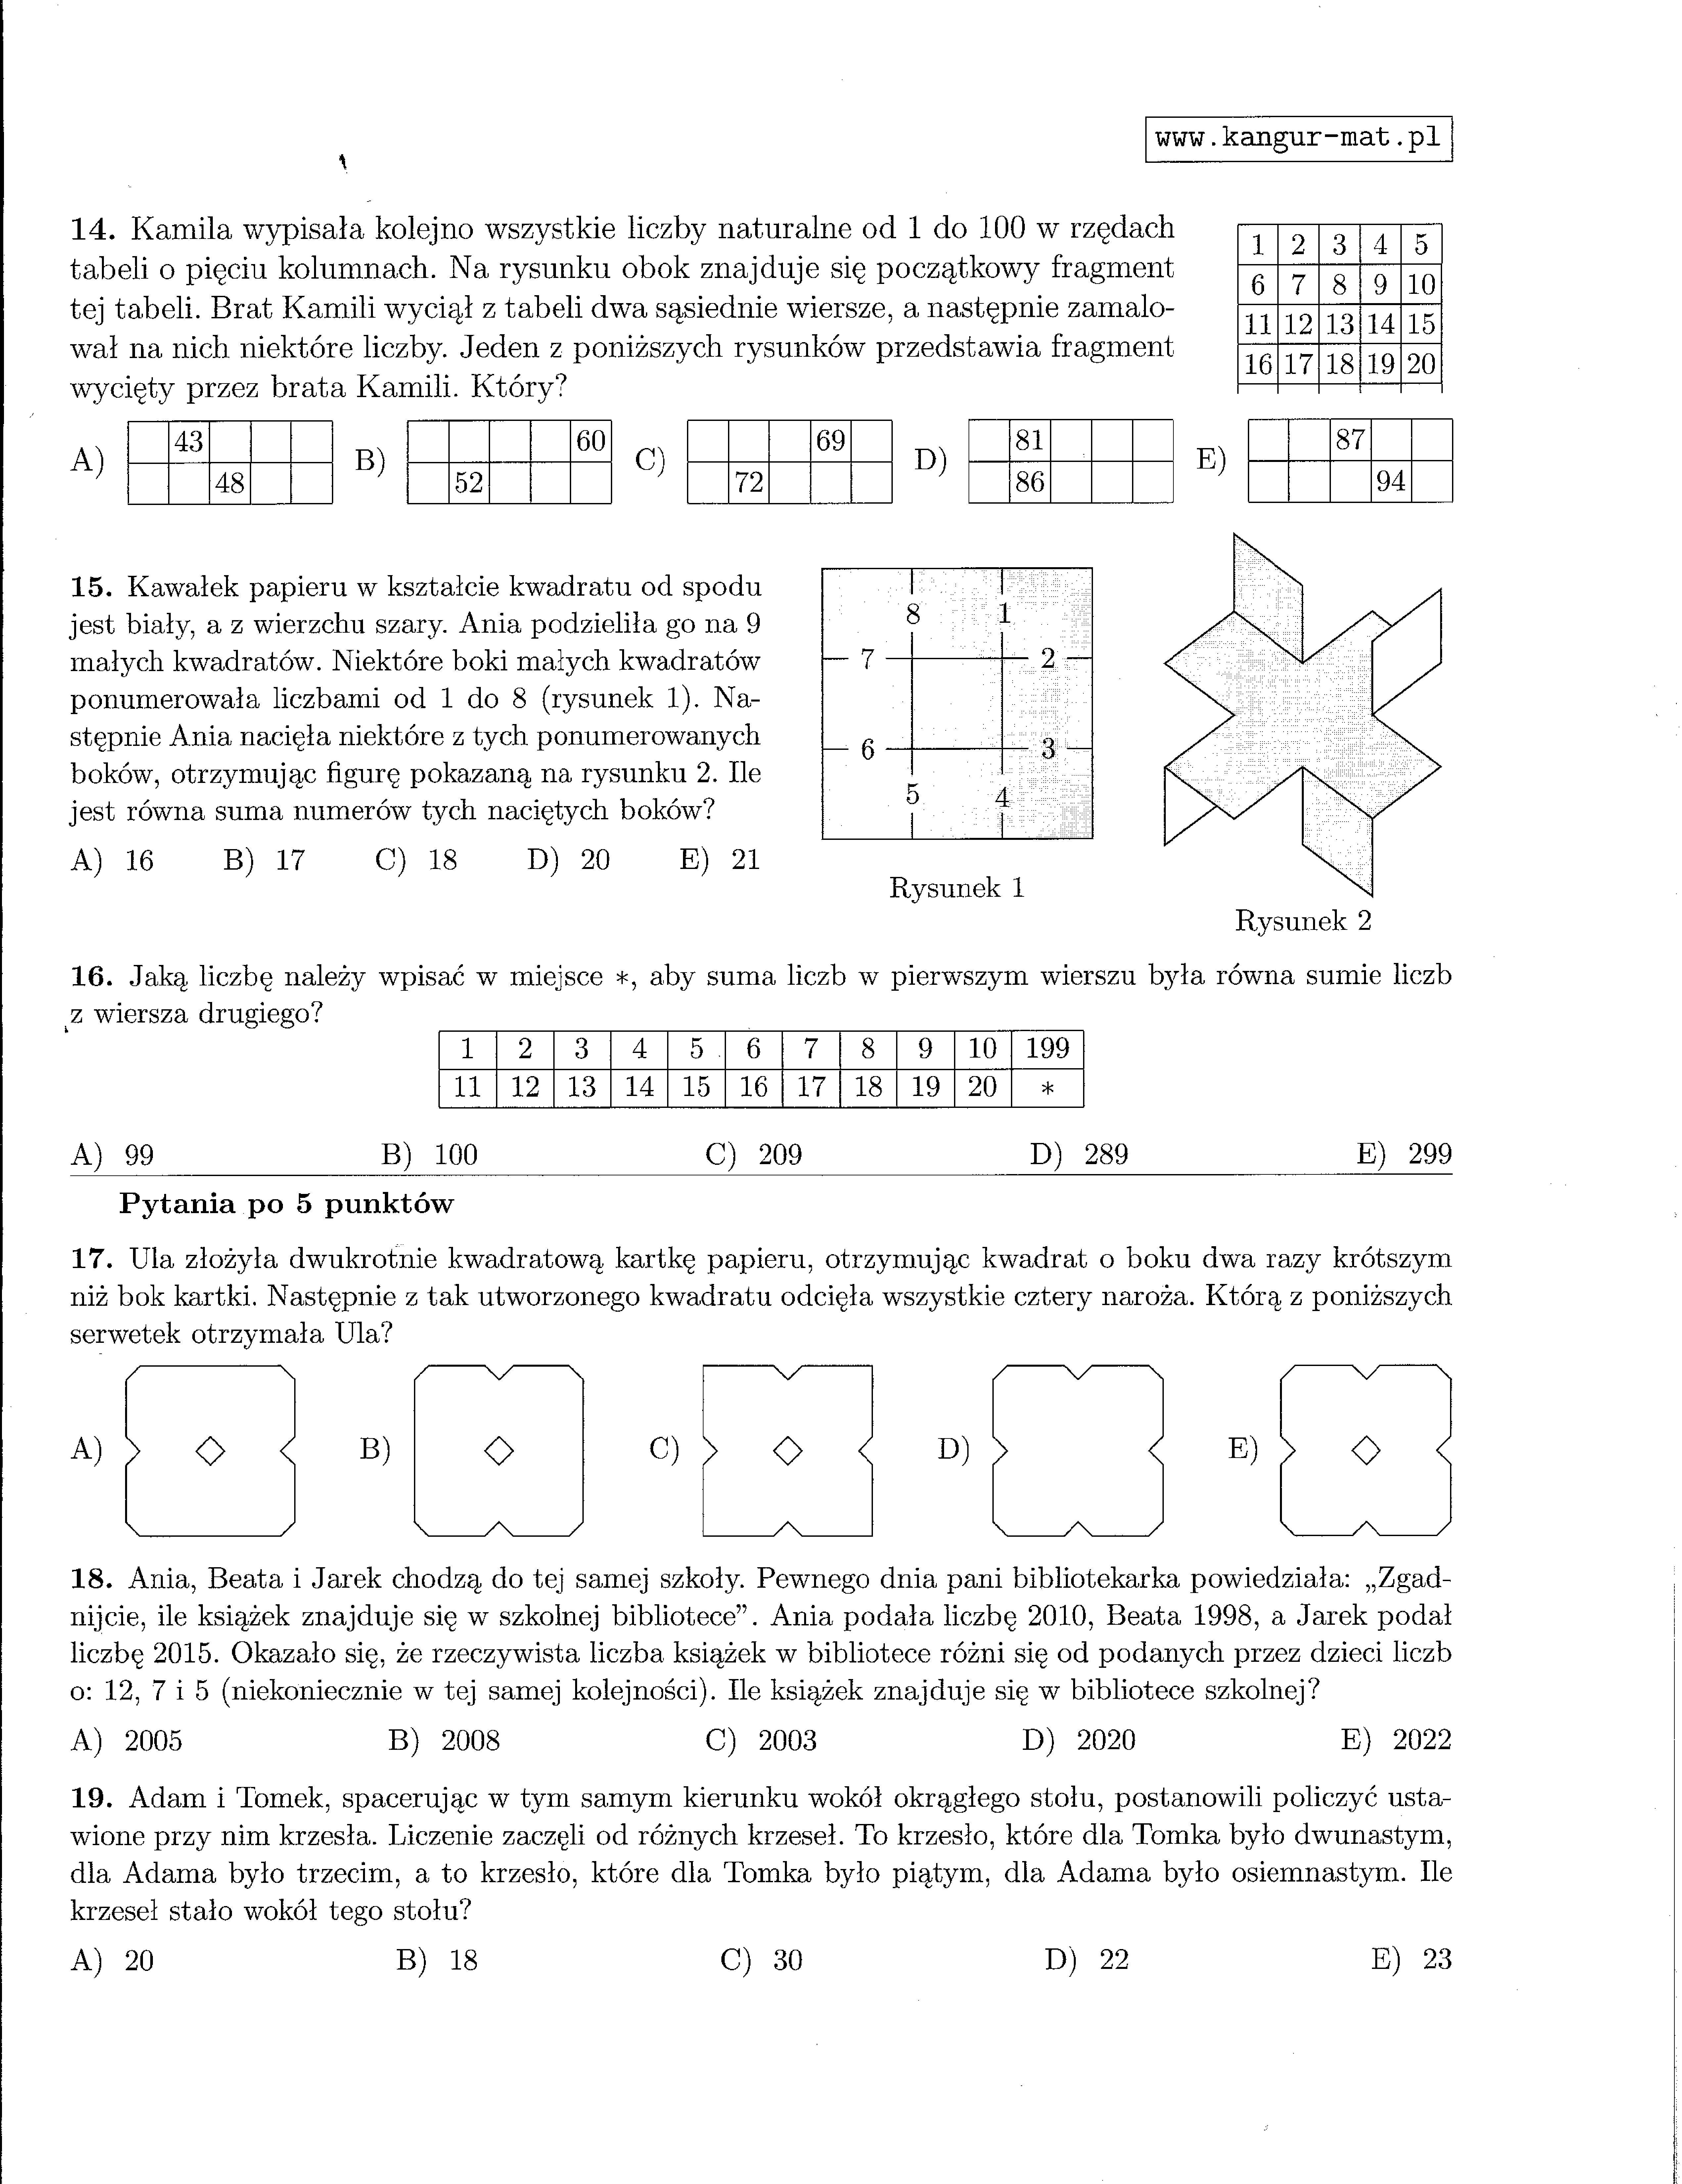 www.kangur-mat.pl
14. Kamila wypisała kolejno wszystkie liczby naturalne od 1 do 100 w rzędach
tabeli o pięciu kolumnach. Na rysunku obok znajduje się początkowy fragment
tej tabeli. Brat Kamili wyciął z tabeli dwa sąsiednie wiersze, a następnie zamalo-
wał na nich niektóre liczby. Jeden z poniższych rysunków przedstawia fragment
wycięty przez brata Kamili. Który?
1 2 3 4 5
6 7 8 9 10
11 12 13 14 15
16 17 18 19 20
A) 43 48 B) 60 52 C) 69 72 D) 81 86 E) 87 94
15. Kawałek papieru w kształcie kwadratu od spodu
jest biały, a z wierzchu szary. Ania podzieliła go na 9
małych kwadratów. Niektóre boki małych kwadratów
ponumerowała liczbami od 1 do 8 (rysunek 1). Na-
stępnie Ania nacięła niektóre z tych ponumerowanych
boków, otrzymując figurę pokazaną na rysunku 2. Ile
jest równa suma numerów tych naciętych boków?
A) 16 B) 17 C) 18 D) 20 E) 21
8 1
7 2
6 3
5 4
Rysunek 1
Rysunek 2
16. Jaką liczbę należy wpisać w miejsce *, aby suma liczb w pierwszym wierszu była równa sumie liczb
z wiersza drugiego?
1 2 3 4 5 6 7 8 9 10 199
11 12 13 14 15 16 17 18 19 20 *
A) 99 B) 100 C) 209 D) 289 E) 299
Pytania po 5 punktów
17. Ula złożyła dwukrotnie kwadratową kartkę papieru, otrzymując kwadrat o boku dwa razy krótszym
niż bok kartki. Następnie z tak utworzonego kwadratu odcięła wszystkie cztery naroża. Którą z poniższych
serwetek otrzymała Ula?
A) B) C) D) E)
18. Ania, Beata i Jarek chodzą do tej samej szkoły. Pewnego dnia pani bibliotekarka powiedziała: „Zgad-
nijcie, ile książek znajduje się w szkolnej bibliotece”. Ania podała liczbę 2010, Beata 1998, a Jarek podał
liczbę 2015. Okazało się, że rzeczywista liczba książek w bibliotece różni się od podanych przez dzieci liczb
o: 12, 7 i 5 (niekoniecznie w tej samej kolejności). Ile książek znajduje się w bibliotece szkolnej?
A) 2005 B) 2008 C) 2003 D) 2020 E) 2022
19. Adam i Tomek, spacerując w tym samym kierunku wokół okrągłego stołu, postanowili policzyć usta-
wione przy nim krzesła. Liczenie zaczęli od różnych krzeseł. To krzesło, które dla Tomka było dwunastym,
dla Adama było trzecim, a to krzesło, które dla Tomka było piątym, dla Adama było osiemnastym. Ile
krzeseł stało wokół tego stołu?
A) 20 B) 18 C) 30 D) 22 E) 23